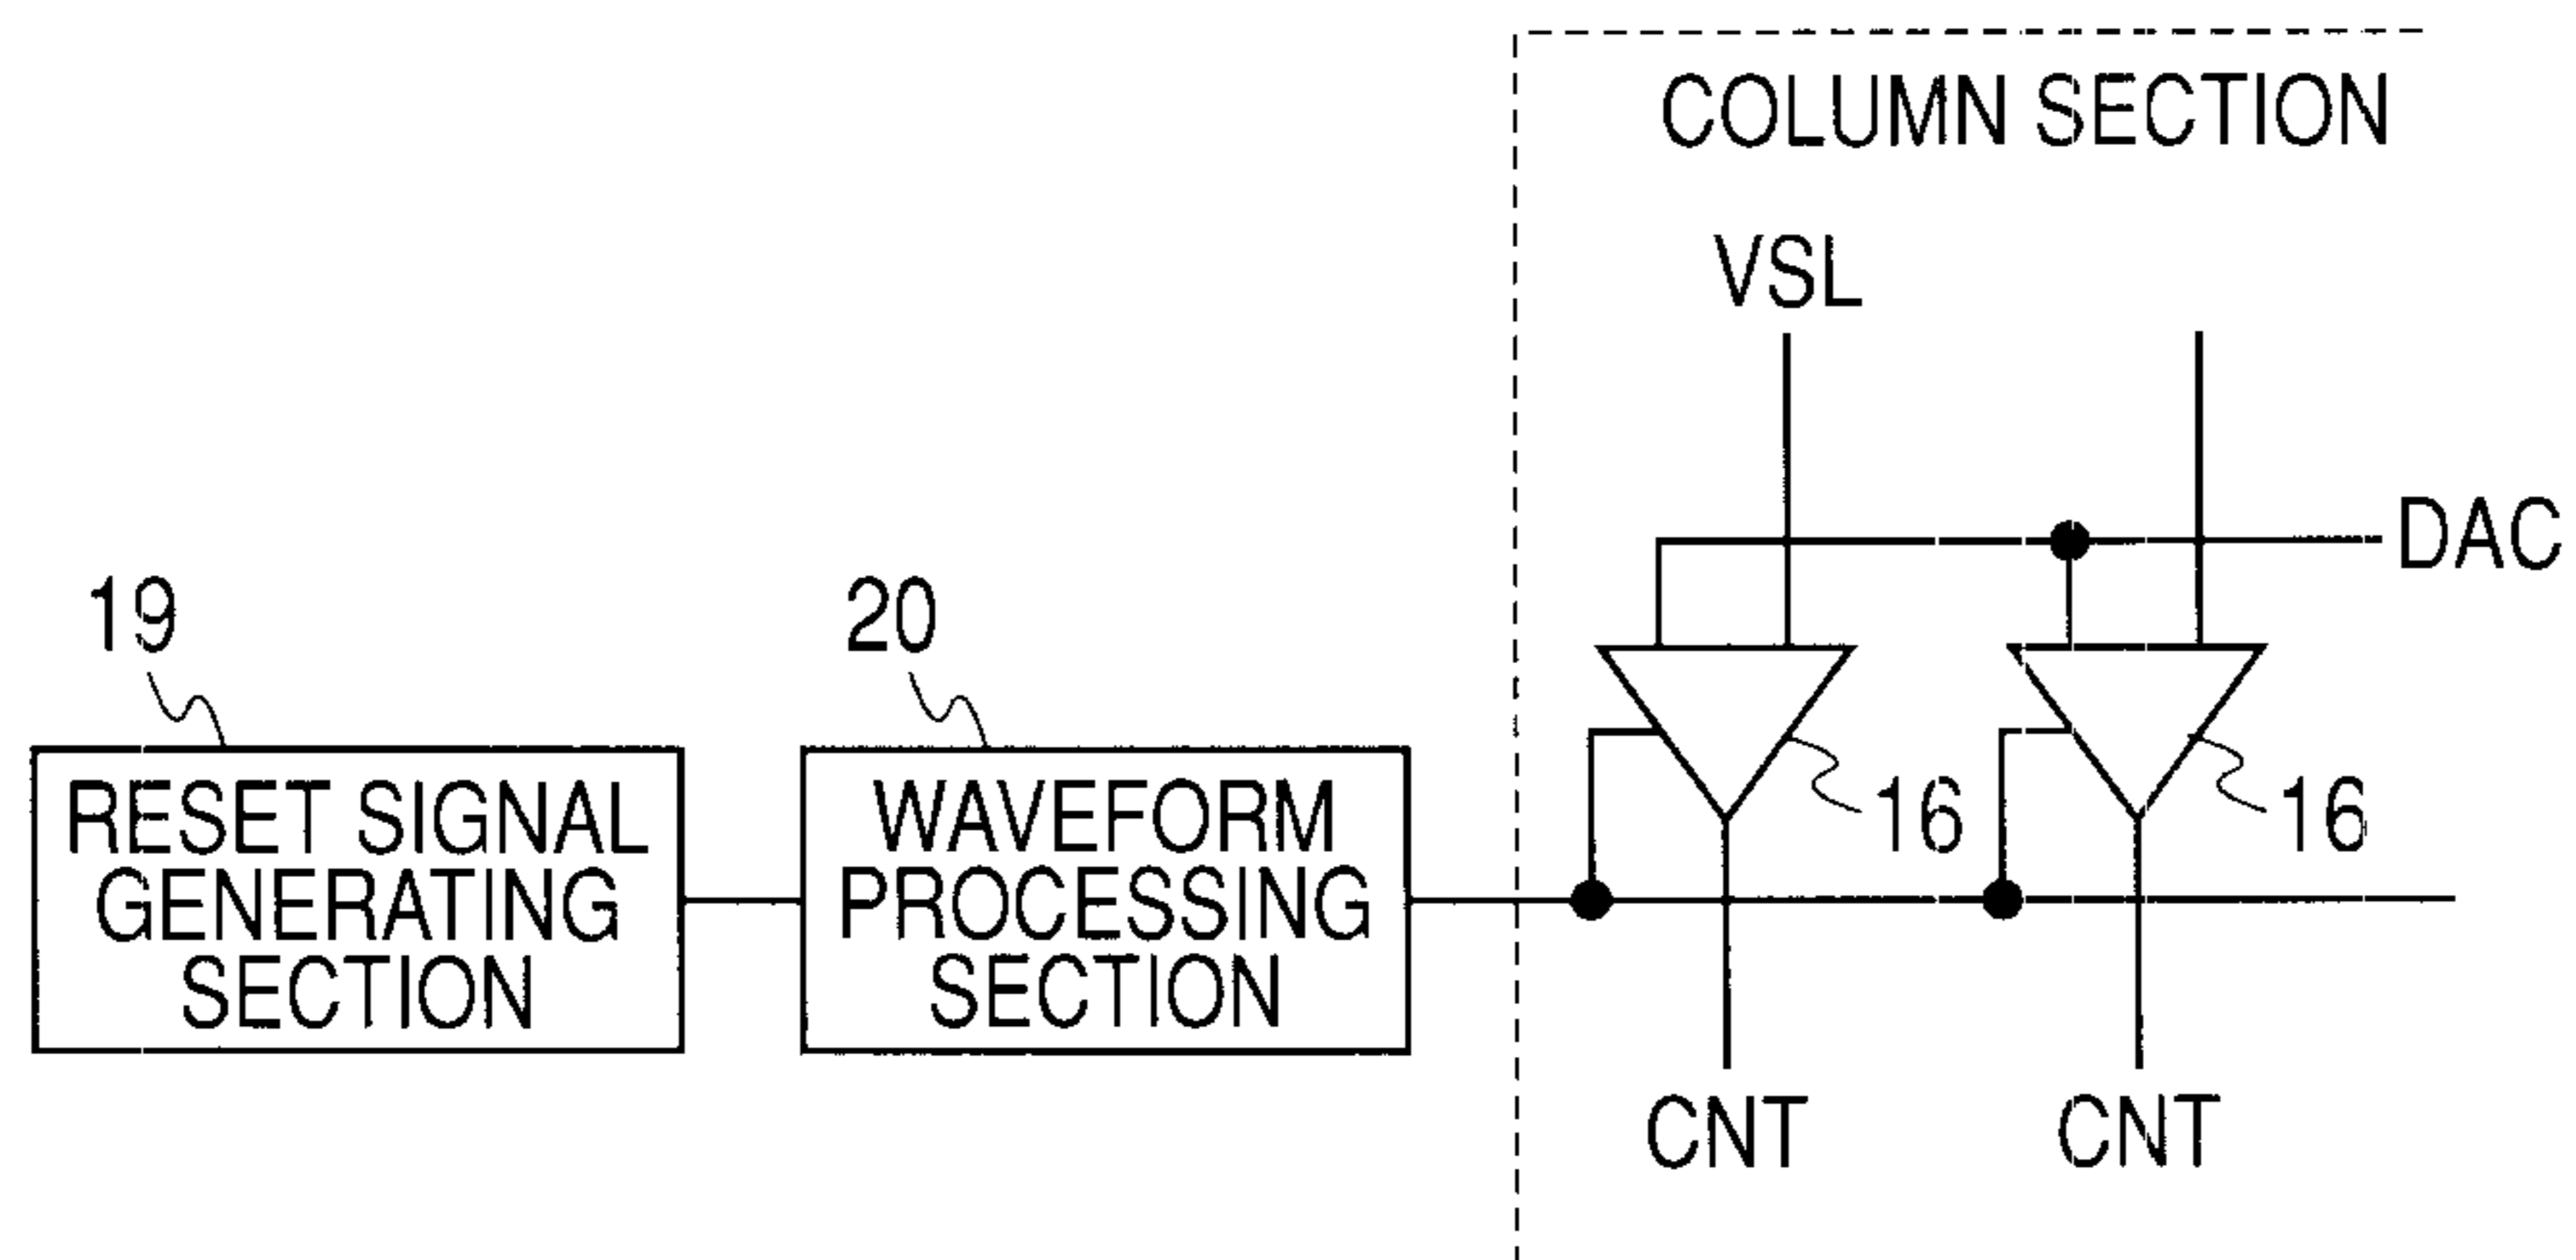 COLUMN SECTION
VSL
DAC
19
20
RESET SIGNAL
GENERATING
SECTION
WAVEFORM
PROCESSING
SECTION
16
16
CNT
CNT